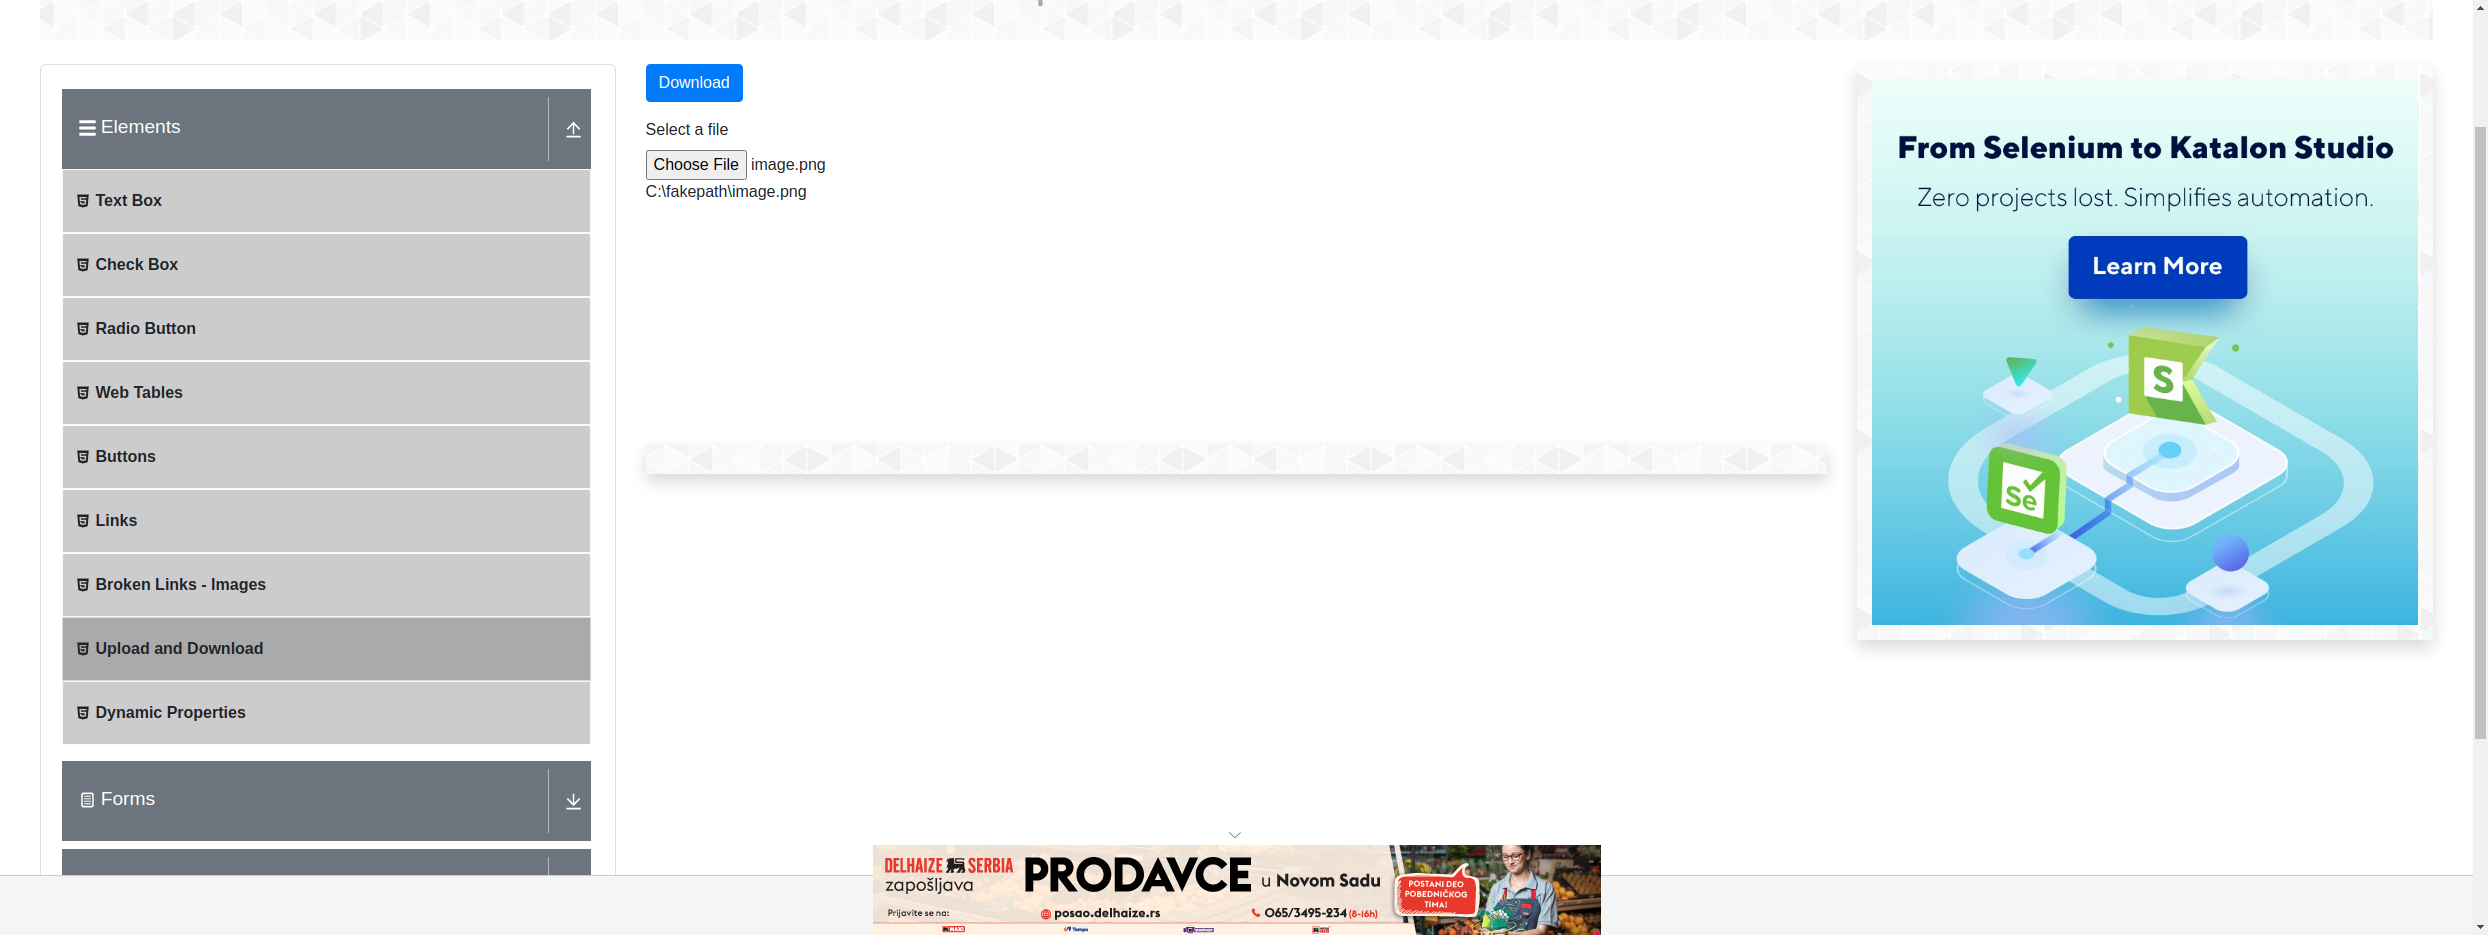 Elements
Text Box
Check Box
Radio Button
Web Tables
Buttons
Links
Broken Links - Images
Upload and Download
Dynamic Properties
Forms
Download
Select a file
Choose File image.png
C:\fakepath\image.png
From Selenium to Katalon Studio
Zero projects lost. Simplifies automation.
Learn More
S
Se
DELHAIZE SERBIA
zapošljava
PRODAVCE u Novom Sadu
Prijavite se na:
posao.delhaize.rs
065/3495-234 (8-16h)
POSTANI DEO
POBEDNIČKOG
TIMA!
MAXI
Tempo